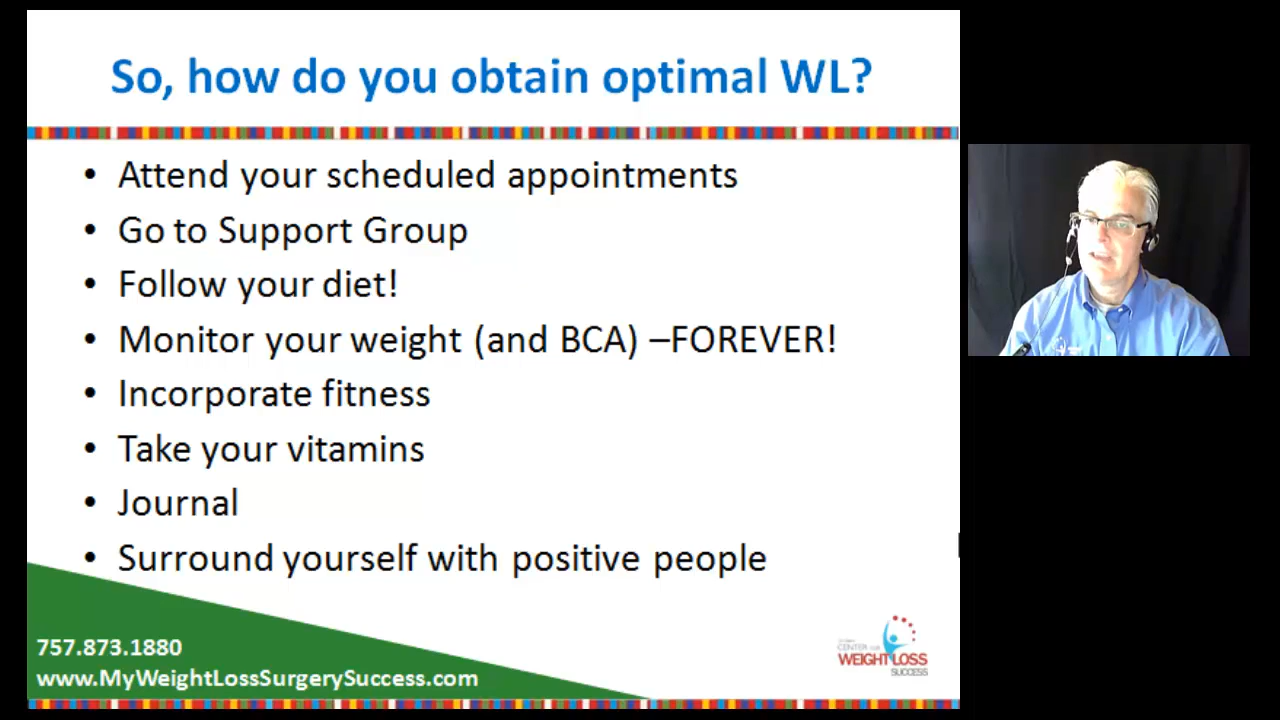 So, how do you obtain optimal WL?
• Attend your scheduled appointments
• Go to Support Group
• Follow your diet!
• Monitor your weight (and BCA) –FOREVER!
• Incorporate fitness
• Take your vitamins
• Journal
• Surround yourself with positive people
757.873.1880
www.MyWeightLossSurgerySuccess.com
CENTER
WEIGHT LOSS
SUCCESS